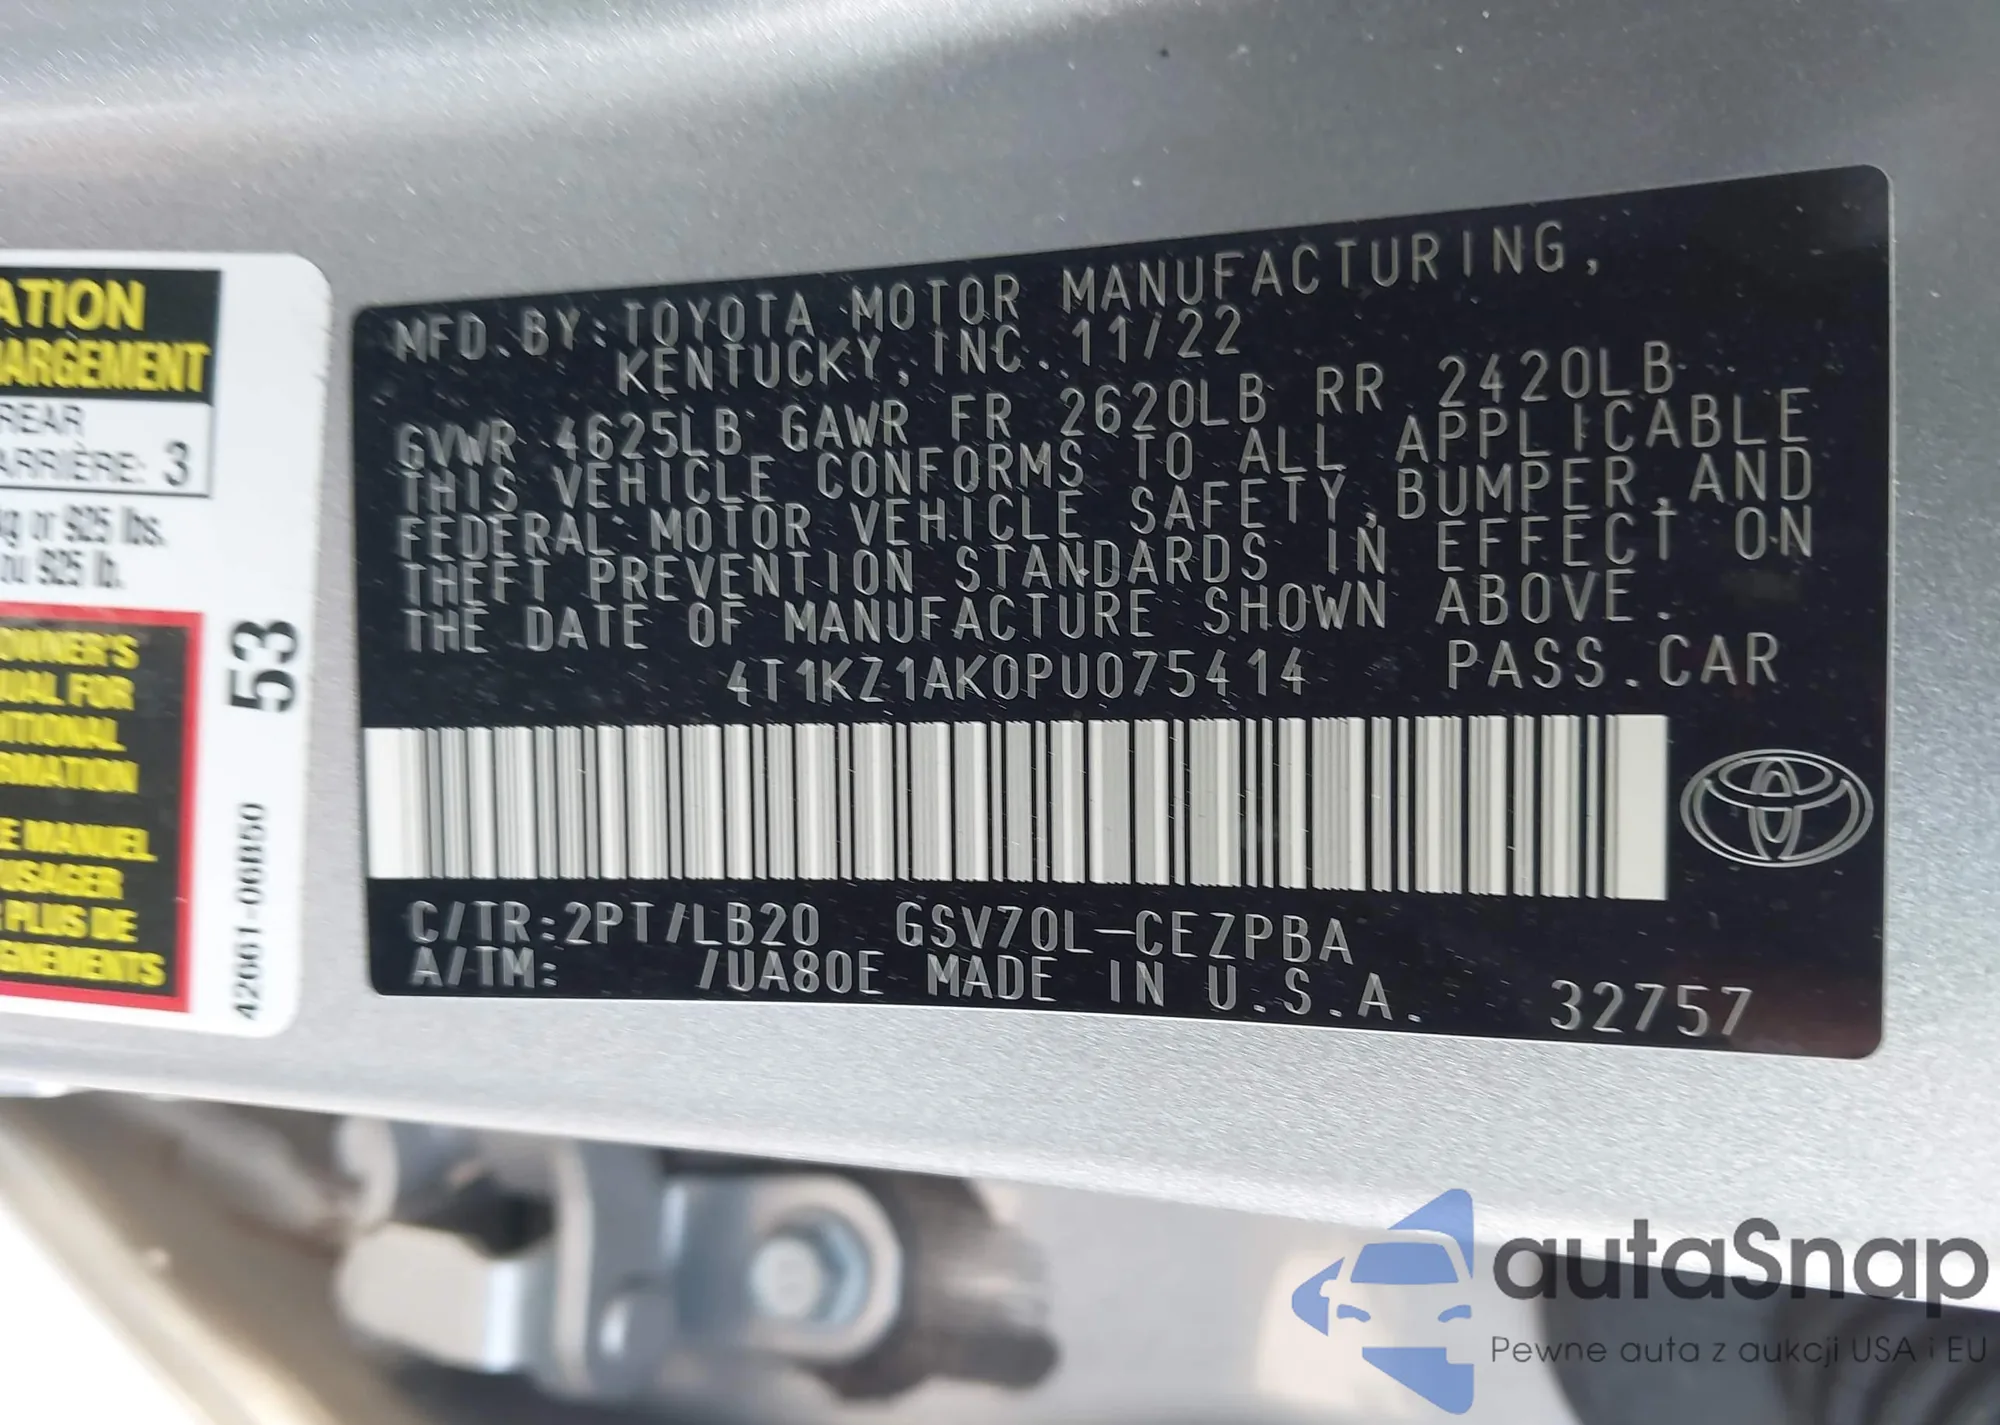 ATION
ARGEMENT
REAR
ARRIÈRE: 3
kg or 925 lbs.
ou 925 lb.
OWNER'S
UAL FOR
DITIONAL
RMATION
E MANUEL
USAGER
R PLUS DE
GNEMENTS
53
42661-06B50
MFD. BY: TOYOTA MOTOR MANUFACTURING,
KENTUCKY, INC. 11/22
GVWR 4625LB GAWR FR 2620LB RR 2420LB
THIS VEHICLE CONFORMS TO ALL APPLICABLE
FEDERAL MOTOR VEHICLE SAFETY, BUMPER, AND
THEFT PREVENTION STANDARDS IN EFFECT ON
THE DATE OF MANUFACTURE SHOWN ABOVE.
4T1KZ1AK0PU075414 PASS. CAR
C/TR:2PT/LB20 GSV70L-CEZPBA
A/TM: /UA80E MADE IN U.S.A. 32757
autaSnap
Pewne auta z aukcji USA i EU